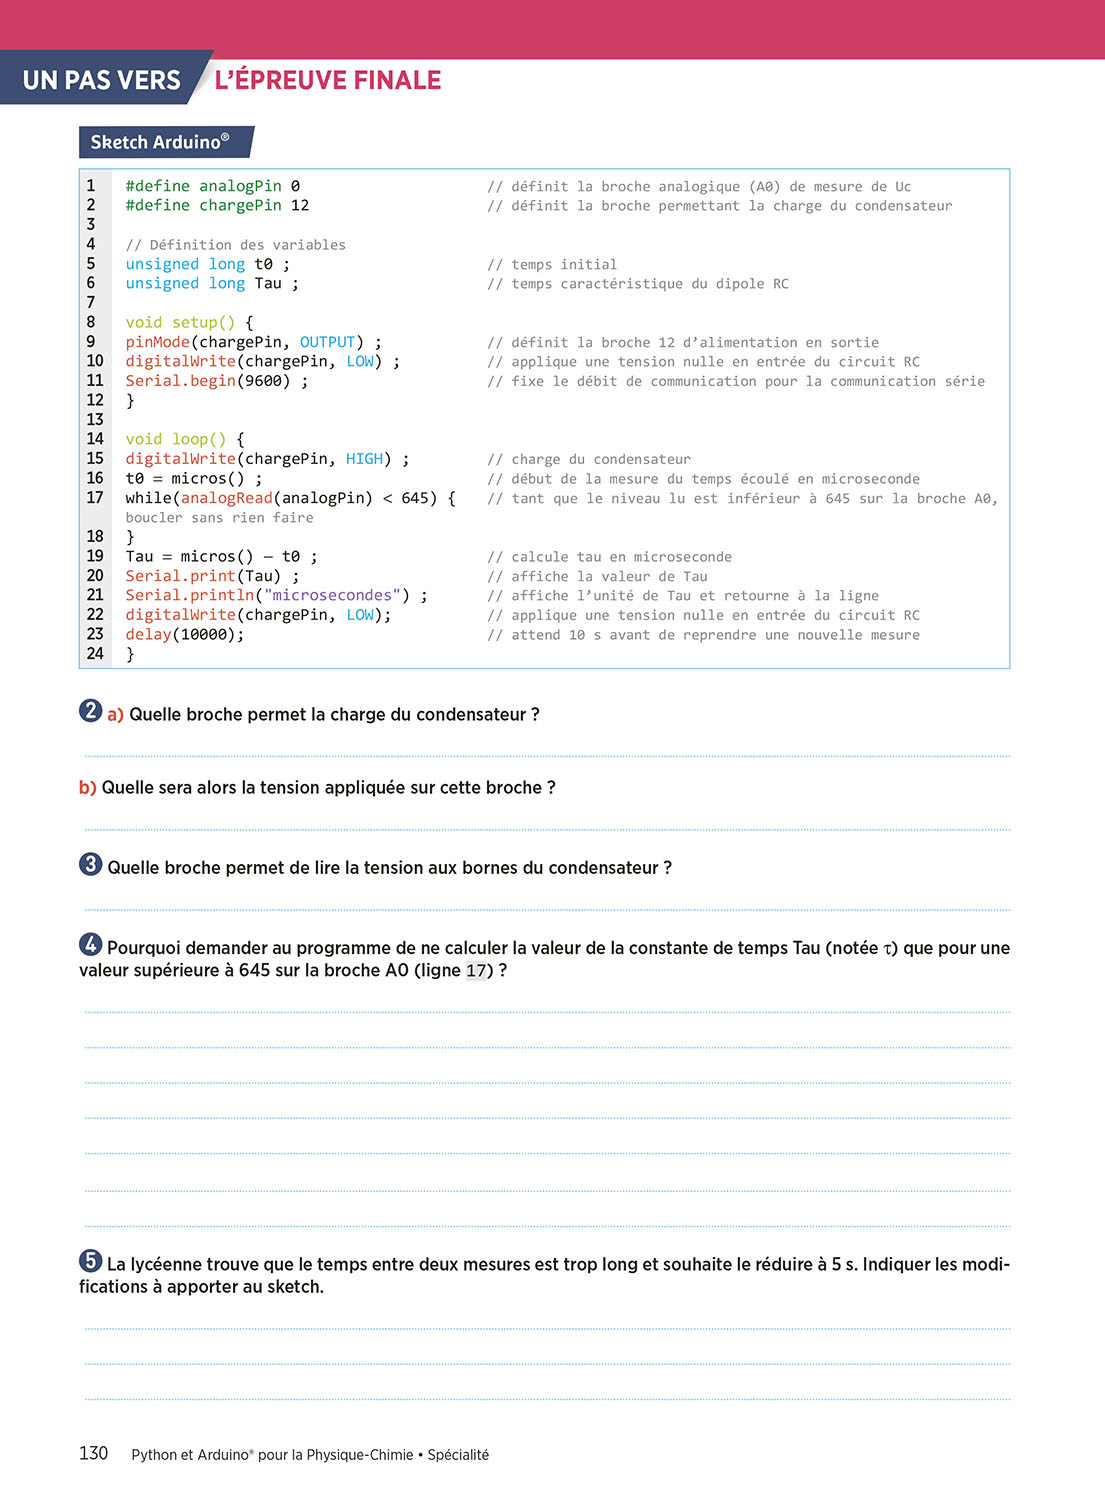 UN PAS VERS L'ÉPREUVE FINALE
Sketch Arduino®
1 #define analogPin 0 // définit la broche analogique (A0) de mesure de Uc
2 #define chargePin 12 // définit la broche permettant la charge du condensateur
3
4 // Définition des variables
5 unsigned long t0 ; // temps initial
6 unsigned long Tau ; // temps caractéristique du dipole RC
7
8 void setup() {
9 pinMode(chargePin, OUTPUT) ; // définit la broche 12 d'alimentation en sortie
10 digitalWrite(chargePin, LOW) ; // applique une tension nulle en entrée du circuit RC
11 Serial.begin(9600) ; // fixe le débit de communication pour la communication série
12 }
13
14 void loop() {
15 digitalWrite(chargePin, HIGH) ; // charge du condensateur
16 t0 = micros() ; // début de la mesure du temps écoulé en microseconde
17 while(analogRead(analogPin) < 645) { // tant que le niveau lu est inférieur à 645 sur la broche A0,
boucler sans rien faire
18 }
19 Tau = micros() – t0 ; // calcule tau en microseconde
20 Serial.print(Tau) ; // affiche la valeur de Tau
21 Serial.println("microsecondes") ; // affiche l'unité de Tau et retourne à la ligne
22 digitalWrite(chargePin, LOW); // applique une tension nulle en entrée du circuit RC
23 delay(10000); // attend 10 s avant de reprendre une nouvelle mesure
24 }
2 a) Quelle broche permet la charge du condensateur ?
b) Quelle sera alors la tension appliquée sur cette broche ?
3 Quelle broche permet de lire la tension aux bornes du condensateur ?
4 Pourquoi demander au programme de ne calculer la valeur de la constante de temps Tau (notée τ) que pour une
valeur supérieure à 645 sur la broche A0 (ligne 17) ?
5 La lycéenne trouve que le temps entre deux mesures est trop long et souhaite le réduire à 5 s. Indiquer les modi-
fications à apporter au sketch.
130 Python et Arduino® pour la Physique-Chimie • Spécialité